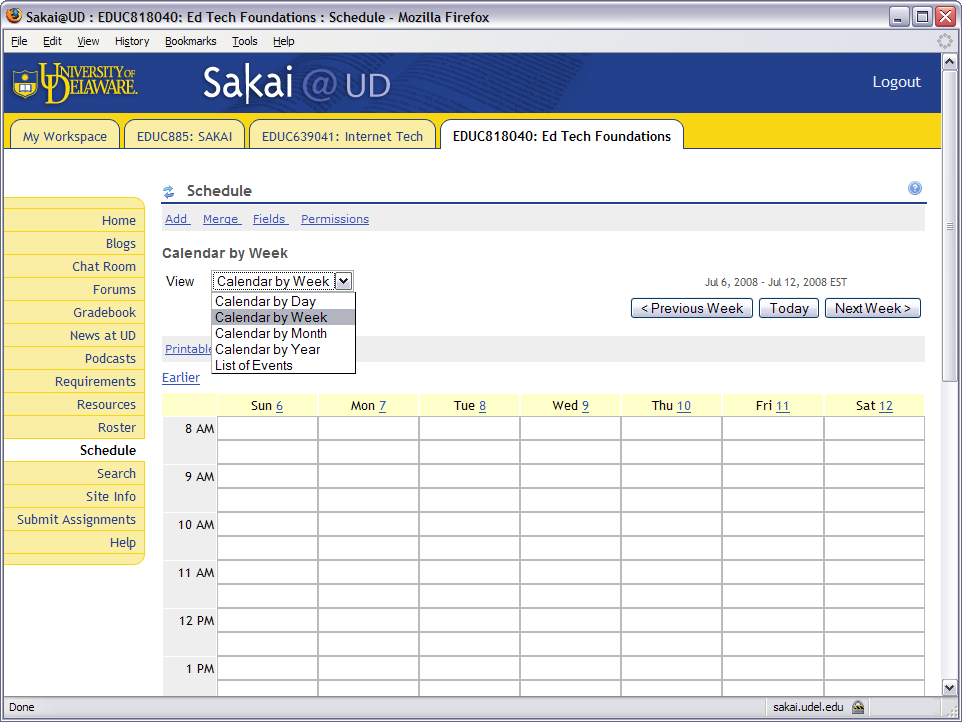 Sakai@UD : EDUC818040: Ed Tech Foundations : Schedule - Mozilla Firefox
File Edit View History Bookmarks Tools Help
UNIVERSITY OF DELAWARE.
Sakai @ UD
Logout
My Workspace
EDUC885: SAKAI
EDUC639041: Internet Tech
EDUC818040: Ed Tech Foundations
Home
Blogs
Chat Room
Forums
Gradebook
News at UD
Podcasts
Requirements
Resources
Roster
Schedule
Search
Site Info
Submit Assignments
Help
Schedule
?
Add Merge Fields Permissions
Calendar by Week
View Calendar by Week
Calendar by Day
Calendar by Week
Calendar by Month
Calendar by Year
List of Events
Jul 6, 2008 - Jul 12, 2008 EST
< Previous Week Today Next Week >
Printable
Earlier
Sun 6 Mon 7 Tue 8 Wed 9 Thu 10 Fri 11 Sat 12
8 AM
9 AM
10 AM
11 AM
12 PM
1 PM
Done sakai.udel.edu